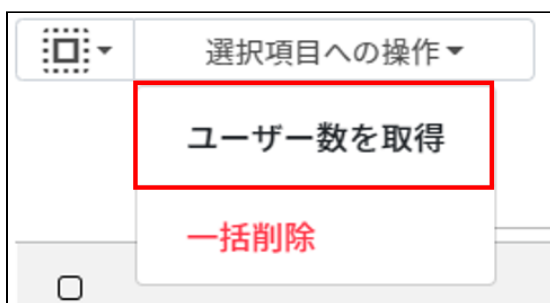 選択項目への操作
ユーザー数を取得
一括削除